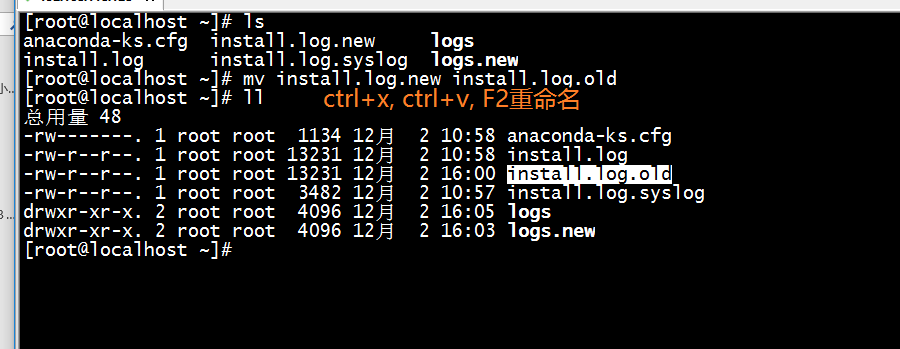 [root@localhost ~]# ls
anaconda-ks.cfg  install.log.new     logs
install.log      install.log.syslog  logs.new
[root@localhost ~]# mv install.log.new install.log.old
[root@localhost ~]# ll
ctrl+x, ctrl+v, F2重命名
总用量 48
-rw-------. 1 root root  1134 12月  2 10:58 anaconda-ks.cfg
-rw-r--r--. 1 root root 13231 12月  2 10:58 install.log
-rw-r--r--. 1 root root 13231 12月  2 16:00 install.log.old
-rw-r--r--. 1 root root  3482 12月  2 10:57 install.log.syslog
drwxr-xr-x. 2 root root  4096 12月  2 16:05 logs
drwxr-xr-x. 2 root root  4096 12月  2 16:03 logs.new
[root@localhost ~]#